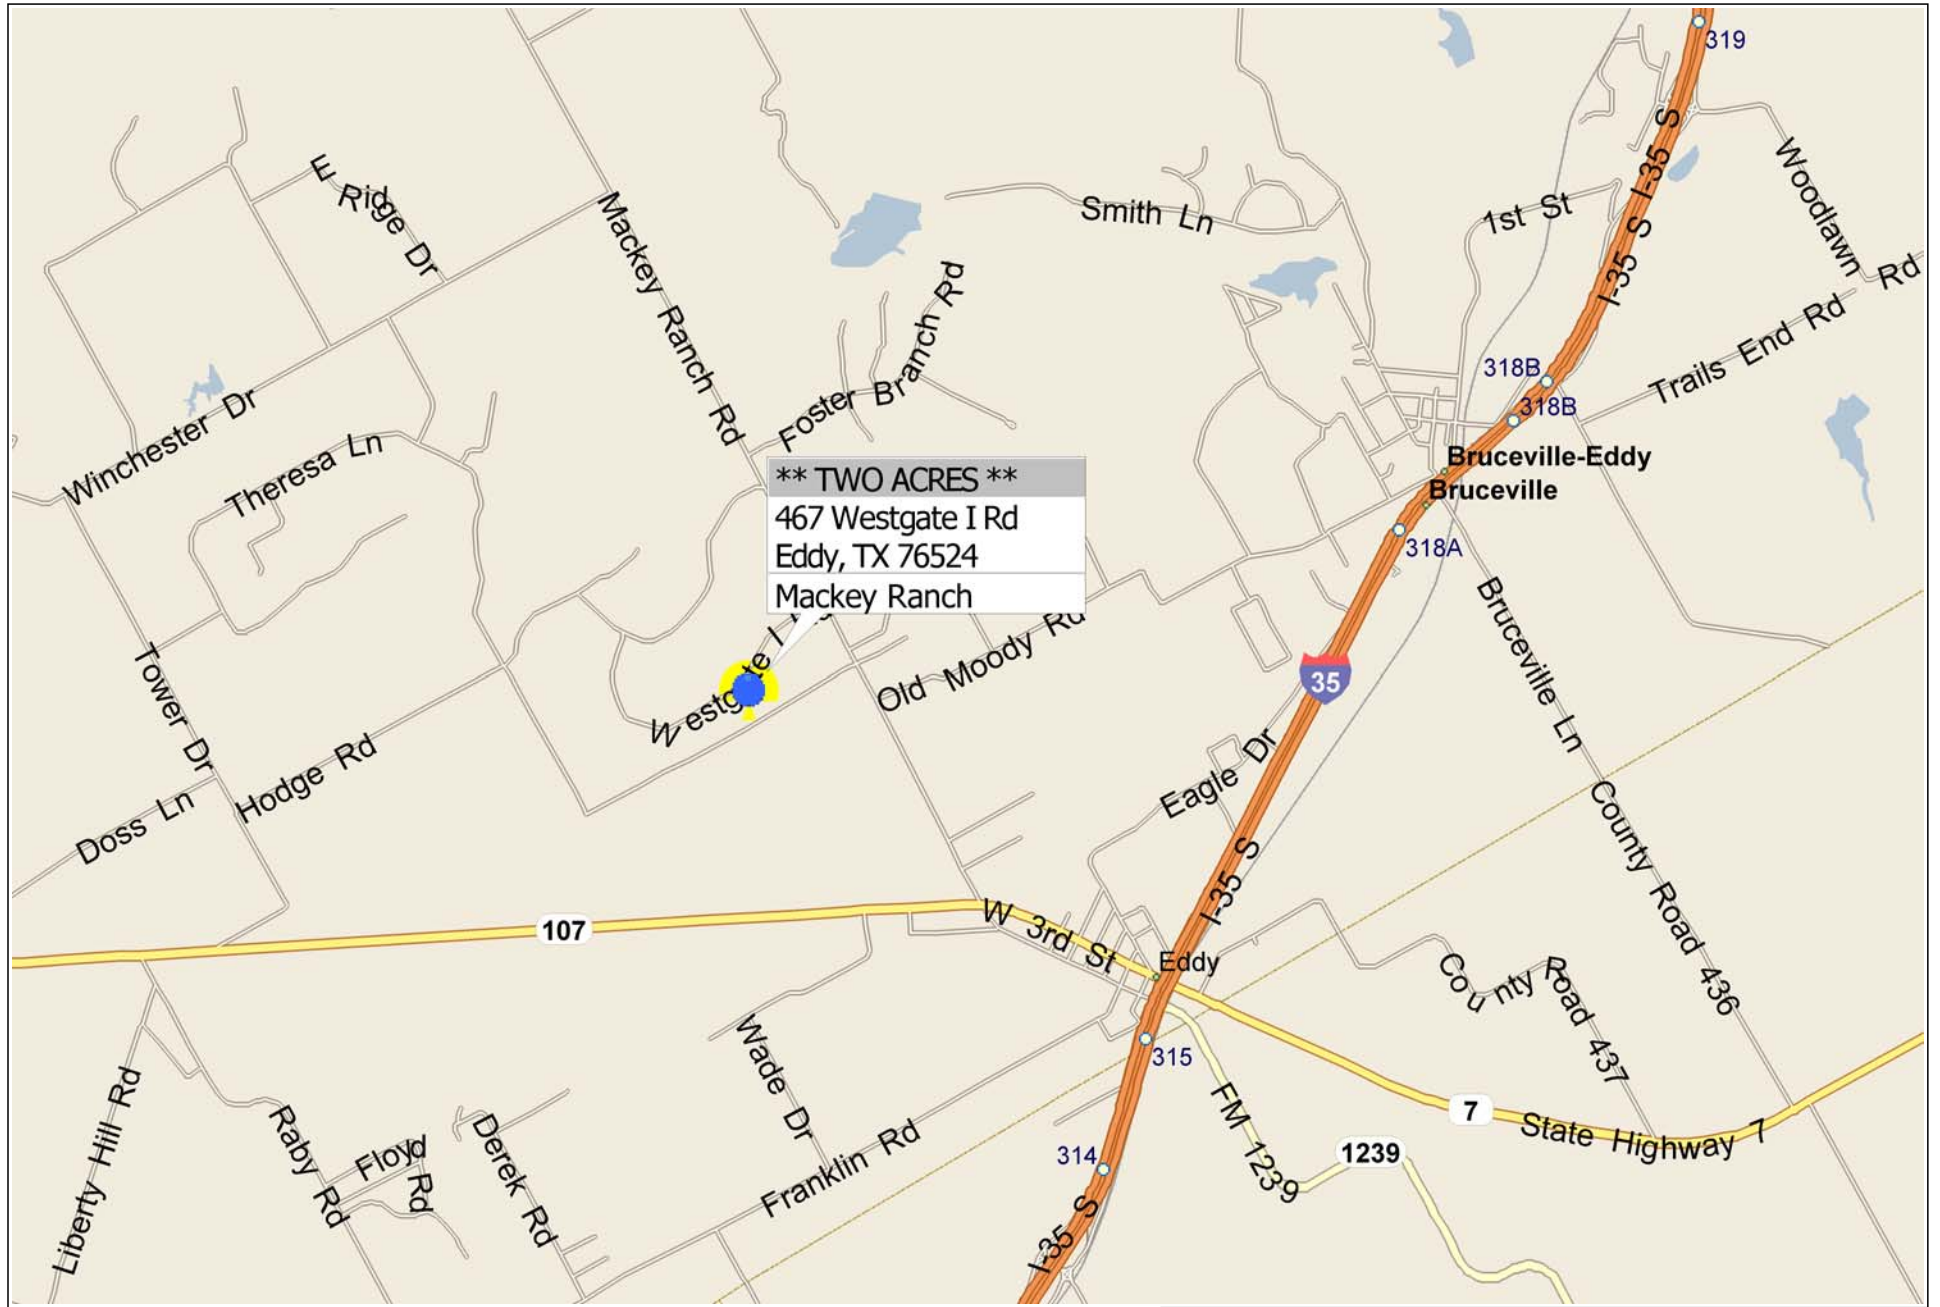 319
I-35 S
I-35 S
Woodlawn Rd
E Ridge Dr
Mackey Ranch Rd
Smith Ln
1st St
Trails End Rd
Foster Branch Rd
318B
318B
Winchester Dr
Theresa Ln
Bruceville-Eddy
Bruceville
318A
** TWO ACRES **
467 Westgate I Rd
Eddy, TX 76524
Mackey Ranch
Westgate I
Old Moody Rd
Tower Dr
35
Bruceville Ln
Hodge Rd
Doss Ln
Eagle Dr
County Road 436
I-35 S
107
W 3rd St
Eddy
County Road 437
315
Wade Dr
FM 1239
7
State Highway 7
1239
314
Liberty Hill Rd
Raby Rd
Floyd Rd
Derek Rd
Franklin Rd
I-35 S